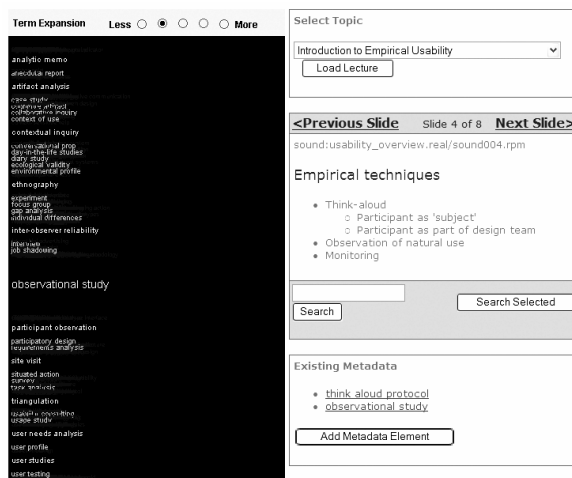 Term Expansion Less More
analytic memo
anecdotal report
artifact analysis
case study
cognitive artifact
collaborative inquiry
context of use
contextual inquiry
conversational prop
day-in-the-life studies
diary study
ecological validity
environmental profile
ethnography
experiment
focus group
gap analysis
individual differences
inter-observer reliability
interview
job shadowing
observational study
participant observation
participatory design
requirements analysis
site visit
situated action
survey
task analysis
triangulation
usability consulting
usage study
user needs analysis
user profile
user studies
user testing
Select Topic
Introduction to Empirical Usability
Load Lecture
<Previous Slide Slide 4 of 8 Next Slide>
sound:usability_overview.real/sound004.rpm
Empirical techniques
• Think-aloud
○ Participant as 'subject'
○ Participant as part of design team
• Observation of natural use
• Monitoring
Search
Search Selected
Existing Metadata
• think aloud protocol
• observational study
Add Metadata Element